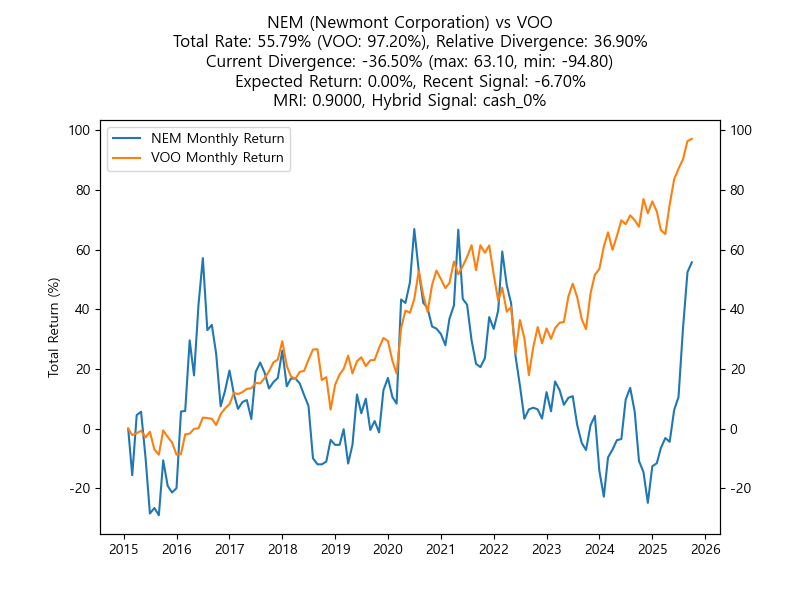 NEM (Newmont Corporation) vs VOO
Total Rate: 55.79% (VOO: 97.20%), Relative Divergence: 36.90%
Current Divergence: -36.50% (max: 63.10, min: -94.80)
Expected Return: 0.00%, Recent Signal: -6.70%
MRI: 0.9000, Hybrid Signal: cash_0%
NEM Monthly Return
VOO Monthly Return
Total Return (%)
100
80
60
40
20
0
-20
100
80
60
40
20
0
-20
2015 2016 2017 2018 2019 2020 2021 2022 2023 2024 2025 2026